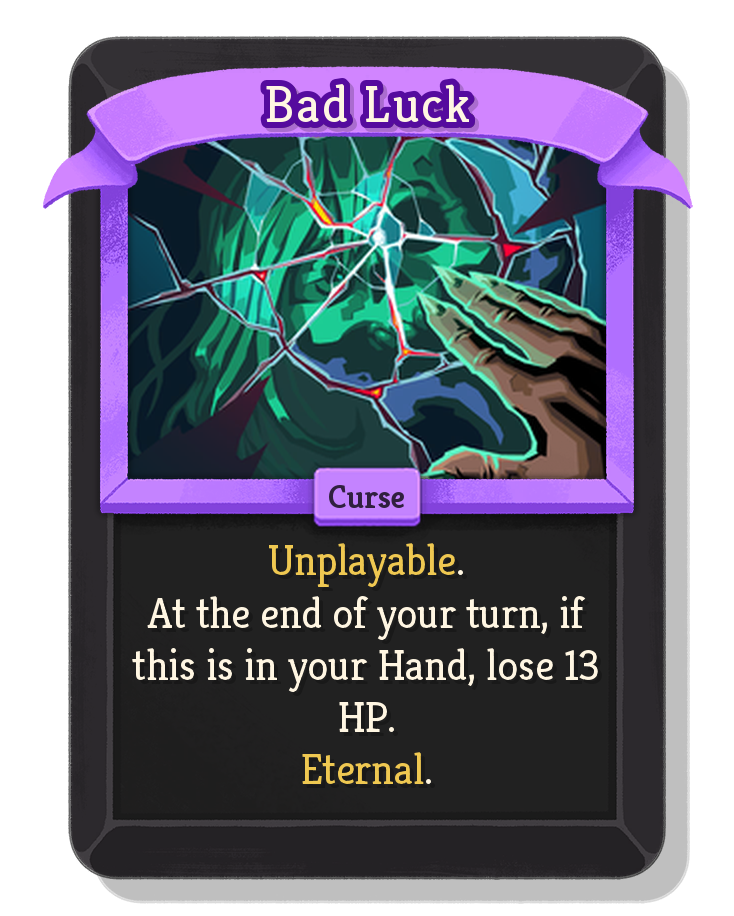 Bad Luck
Curse
Unplayable.
At the end of your turn, if
this is in your Hand, lose 13
HP.
Eternal.